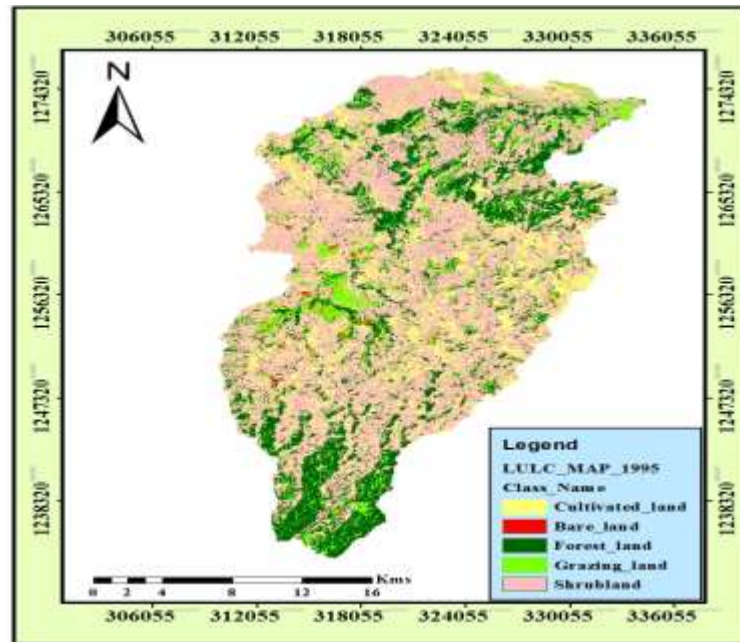 306055 312055 318055 324055 330055 336055
N
1274320 1274320
1265320 1265320
1256320 1256320
1247320 1247320
1238320 1238320
Legend
LULC_MAP_1995
Class_Name
Cultivated_land
Bare_land
Forest_land
Grazing_land
Shrubland
Kms
0 2 4 8 12 16
306055 312055 318055 324055 330055 336055